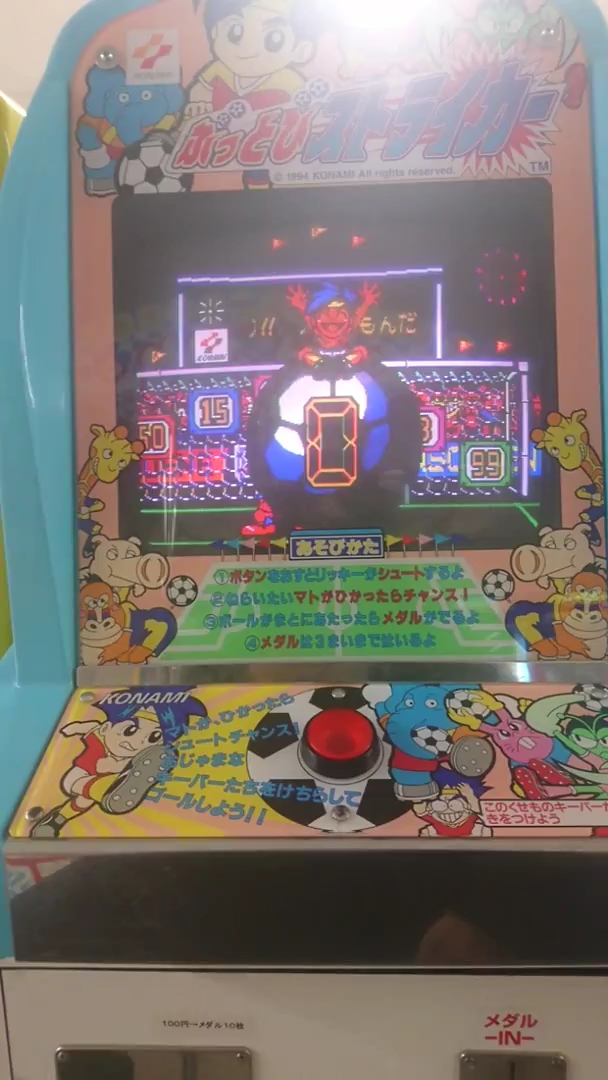 KONAMI
ぶっとびストライカー
TM
© 1994 KONAMI All rights reserved.
)!! もんだ
KONAMI
50
15
0
3
99
あそびかた
①ボタンをおすとリッキーがシュートするよ
②ねらいたいマトがひかったらチャンス!
③ボールがまとにあたったらメダルがでるよ
④メダルは3まいまではいるよ
KONAMI
マトが、ひかったら
シュートチャンス!
おじゃまな
キーパーたちをけちらして
ゴールしよう!!
このくせものキーパーに
きをつけよう
100円→メダル10枚
メダル
-IN-